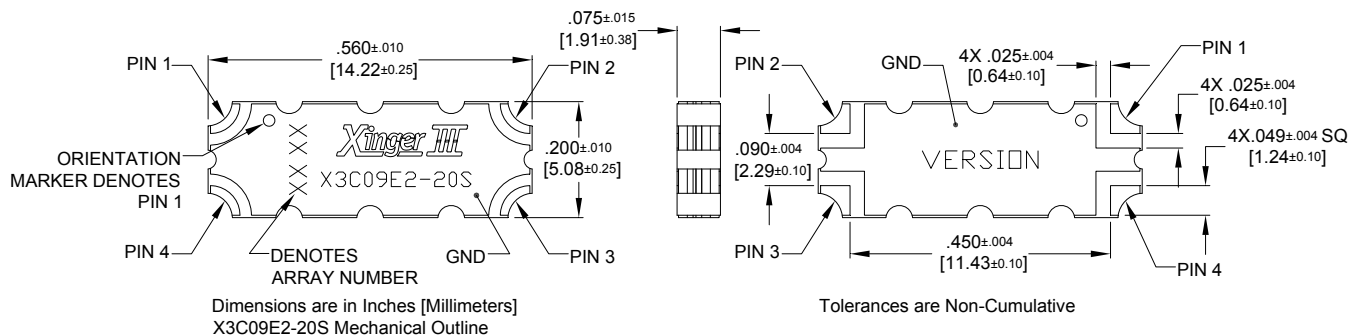 .560±.010
[14.22±0.25]
PIN 1
PIN 2
ORIENTATION
MARKER DENOTES
PIN 1
X X X X
Xinger III
X3C09E2-20S
.200±.010
[5.08±0.25]
PIN 4
DENOTES
ARRAY NUMBER
GND
PIN 3
Dimensions are in Inches [Millimeters]
X3C09E2-20S Mechanical Outline
.075±.015
[1.91±0.38]
PIN 2
GND
4X .025±.004
[0.64±0.10]
PIN 1
4X .025±.004
[0.64±0.10]
.090±.004
[2.29±0.10]
VERSION
4X.049±.004 SQ
[1.24±0.10]
PIN 3
.450±.004
[11.43±0.10]
PIN 4
Tolerances are Non-Cumulative